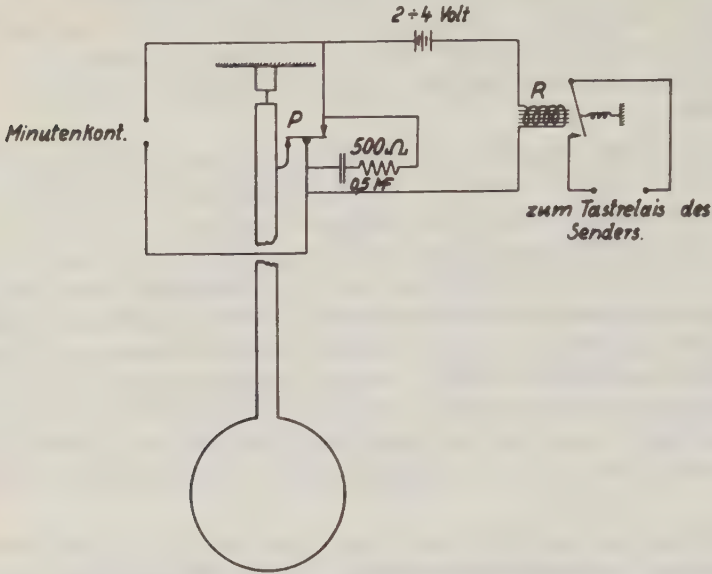 2÷4 Volt
R
P
Minutenkont.
500Ω
0,5 MF
zum Tastrelais des
Senders.